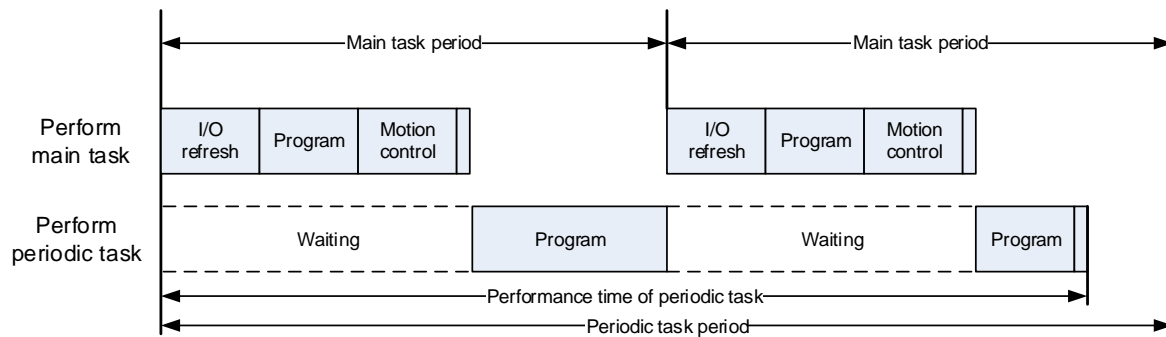 Main task period
Main task period
Perform
main task
I/O
refresh
Program
Motion
control
I/O
refresh
Program
Motion
control
Perform
periodic task
Waiting
Program
Waiting
Program
Performance time of periodic task
Periodic task period